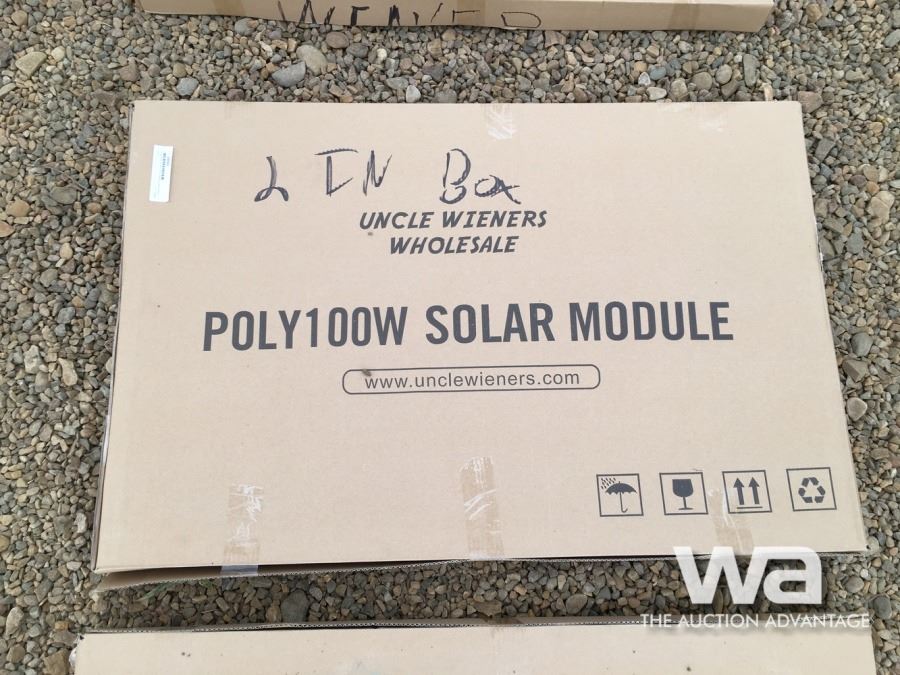 2 IN Box
UNCLE WIENERS
WHOLESALE
POLY100W SOLAR MODULE
www.unclewieners.com
wa
THE AUCTION ADVANTAGE